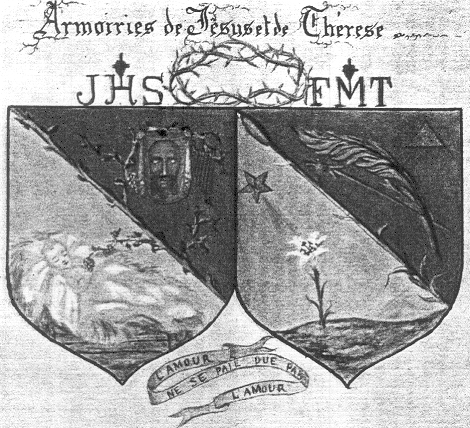 Armoiries de Jésus et de Thérèse
JHS FMT
L'AMOUR
NE SE PAIE QUE PAR
L'AMOUR